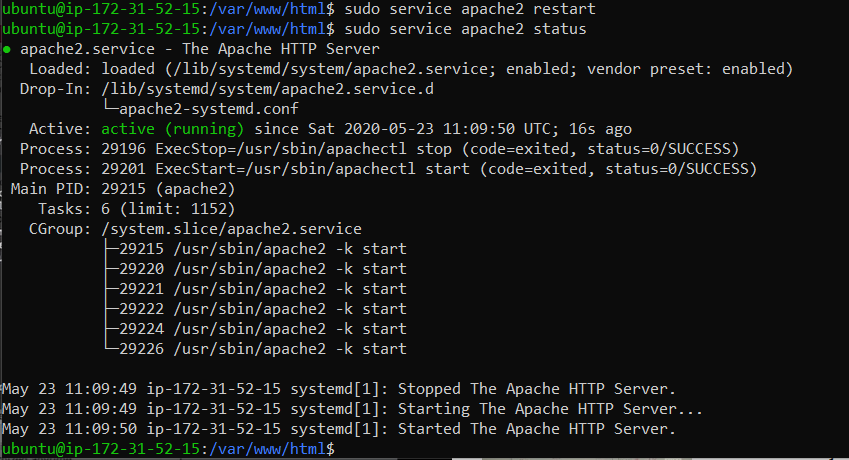 ubuntu@ip-172-31-52-15:/var/www/html$ sudo service apache2 restart
ubuntu@ip-172-31-52-15:/var/www/html$ sudo service apache2 status
● apache2.service - The Apache HTTP Server
   Loaded: loaded (/lib/systemd/system/apache2.service; enabled; vendor preset: enabled)
  Drop-In: /lib/systemd/system/apache2.service.d
           └─apache2-systemd.conf
   Active: active (running) since Sat 2020-05-23 11:09:50 UTC; 16s ago
  Process: 29196 ExecStop=/usr/sbin/apachectl stop (code=exited, status=0/SUCCESS)
  Process: 29201 ExecStart=/usr/sbin/apachectl start (code=exited, status=0/SUCCESS)
 Main PID: 29215 (apache2)
    Tasks: 6 (limit: 1152)
   CGroup: /system.slice/apache2.service
           ├─29215 /usr/sbin/apache2 -k start
           ├─29220 /usr/sbin/apache2 -k start
           ├─29221 /usr/sbin/apache2 -k start
           ├─29222 /usr/sbin/apache2 -k start
           ├─29224 /usr/sbin/apache2 -k start
           └─29226 /usr/sbin/apache2 -k start

May 23 11:09:49 ip-172-31-52-15 systemd[1]: Stopped The Apache HTTP Server.
May 23 11:09:49 ip-172-31-52-15 systemd[1]: Starting The Apache HTTP Server...
May 23 11:09:50 ip-172-31-52-15 systemd[1]: Started The Apache HTTP Server.
ubuntu@ip-172-31-52-15:/var/www/html$